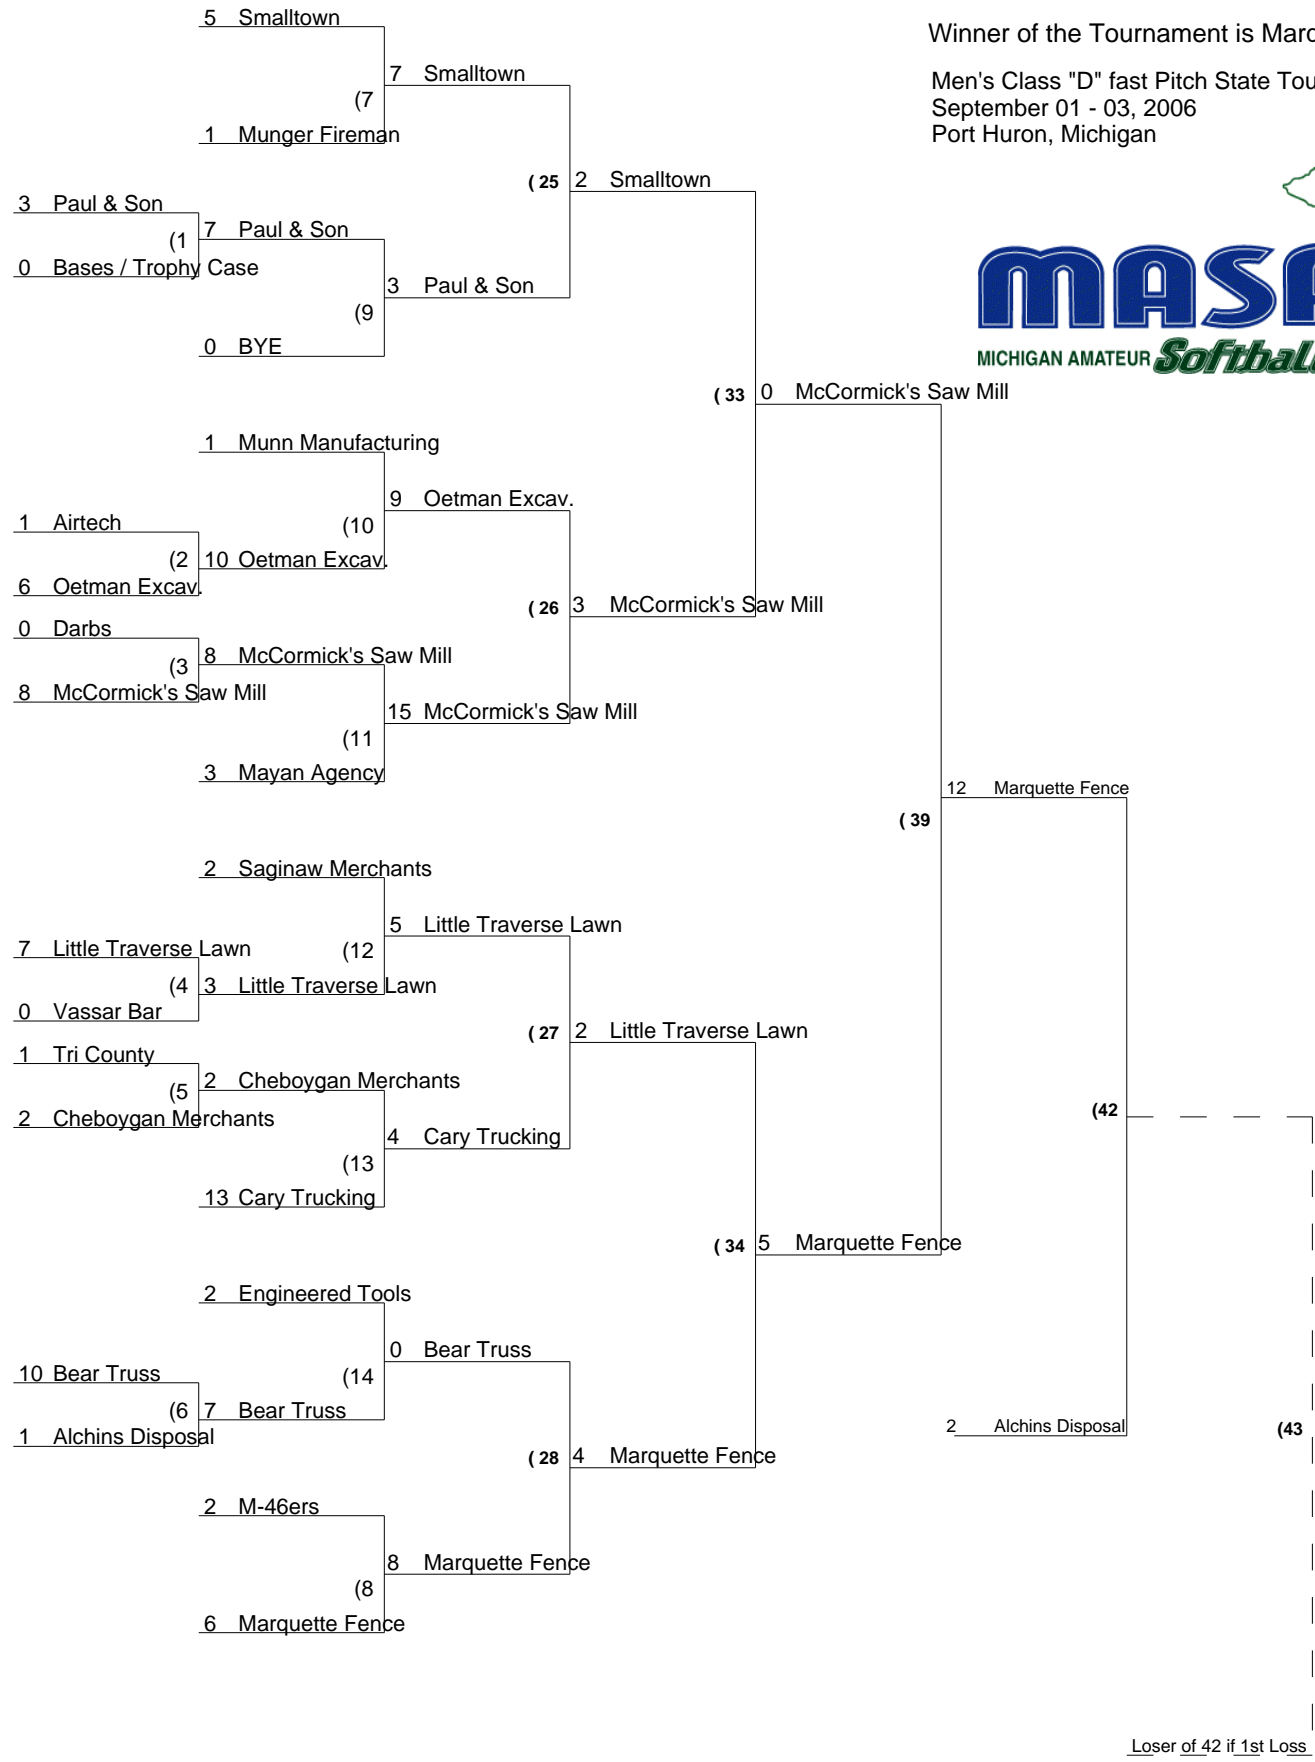 5 Smalltown
Winner of the Tournament is Marq
7 Smalltown
Men's Class "D" fast Pitch State Tou
(7
September 01 - 03, 2006
1 Munger Fireman
Port Huron, Michigan
( 25 2 Smalltown
3 Paul & Son
(1 7 Paul & Son
0 Bases / Trophy Case
3 Paul & Son
(9
0 BYE
MASA
MICHIGAN AMATEUR Softball
( 33 0 McCormick's Saw Mill
1 Munn Manufacturing
9 Oetman Excav.
1 Airtech
(10
(2 10 Oetman Excav.
6 Oetman Excav.
( 26 3 McCormick's Saw Mill
0 Darbs
(3 8 McCormick's Saw Mill
8 McCormick's Saw Mill
15 McCormick's Saw Mill
(11
3 Mayan Agency
12 Marquette Fence
( 39
2 Saginaw Merchants
5 Little Traverse Lawn
7 Little Traverse Lawn
(12
(4 3 Little Traverse Lawn
0 Vassar Bar
( 27 2 Little Traverse Lawn
1 Tri County
(5 2 Cheboygan Merchants
2 Cheboygan Merchants
(42
4 Cary Trucking
(13
13 Cary Trucking
( 34 5 Marquette Fence
2 Engineered Tools
0 Bear Truss
10 Bear Truss
(14
(6 7 Bear Truss
1 Alchins Disposal
2 Alchins Disposal
(43
( 28 4 Marquette Fence
2 M-46ers
8 Marquette Fence
(8
6 Marquette Fence
Loser of 42 if 1st Loss